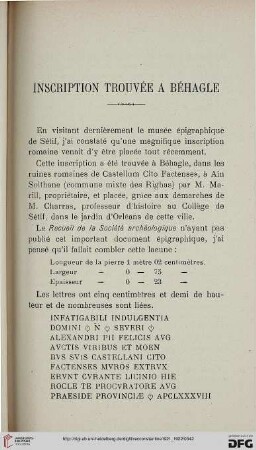 INSCRIPTION TROUVÉE A BÉHAGLE
En visitant dernièrement le musée épigraphique
de Sétif, j'ai constaté qu'une magnifique inscription
romaine venait d'y être placée tout récemment.
Cette inscription a été trouvée à Béhagle, dans les
ruines romaines de Castellum Cito Factenses, à Aïn
Selthane (commune mixte des Righas) par M. Ma-
riil, propriétaire, et placée, grâce aux démarches de
M. Charras, professeur d'histoire au Collège de
Sétif, dans le jardin d'Orléans de cette ville.
Le Recueil de la Société archéologique n'ayant pas
publié cet important document épigraphique, j'ai
pensé qu'il fallait combler cette lacune :
Longueur de la pierre 1 mètre 02 centimètres.
Largeur — 0 — 75 —
Epaisseur — 0 — 23 —
Les lettres ont cinq centimètres et demi de hau-
teur et de nombreuses sont liées.
INFATIGABILI INDULGENTIA
DOMINI ϕ N ϕ SEVERI ϕ
ALEXANDRI PII FELICIS AVG
AVCTIS VIRIBUS ET MOEN
BVS SVIS CASTELLANI CITO
FACTENSES MVROS EXTRVX
ERVNT CVRANTE LICINIO HIE
ROCLE TE PROCVRATORE AVG
PRAESIDE PROVINCIÆ ϕ APCLXXXVIII